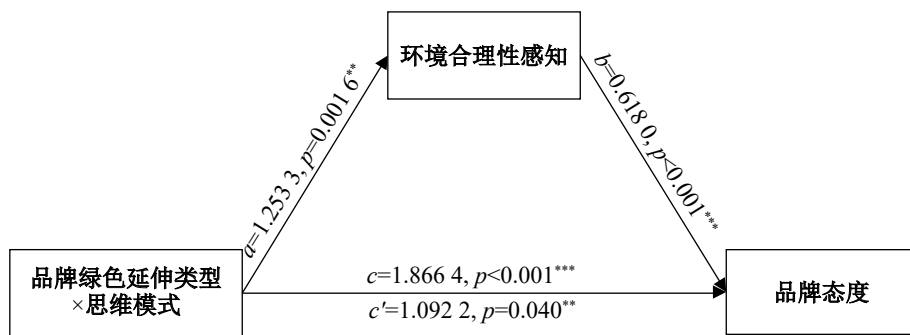 环境合理性感知
a=1.253 3, p=0.001 6**
b=0.618 0, p<0.001***
品牌绿色延伸类型
×思维模式
c=1.866 4, p<0.001***
c′=1.092 2, p=0.040**
品牌态度